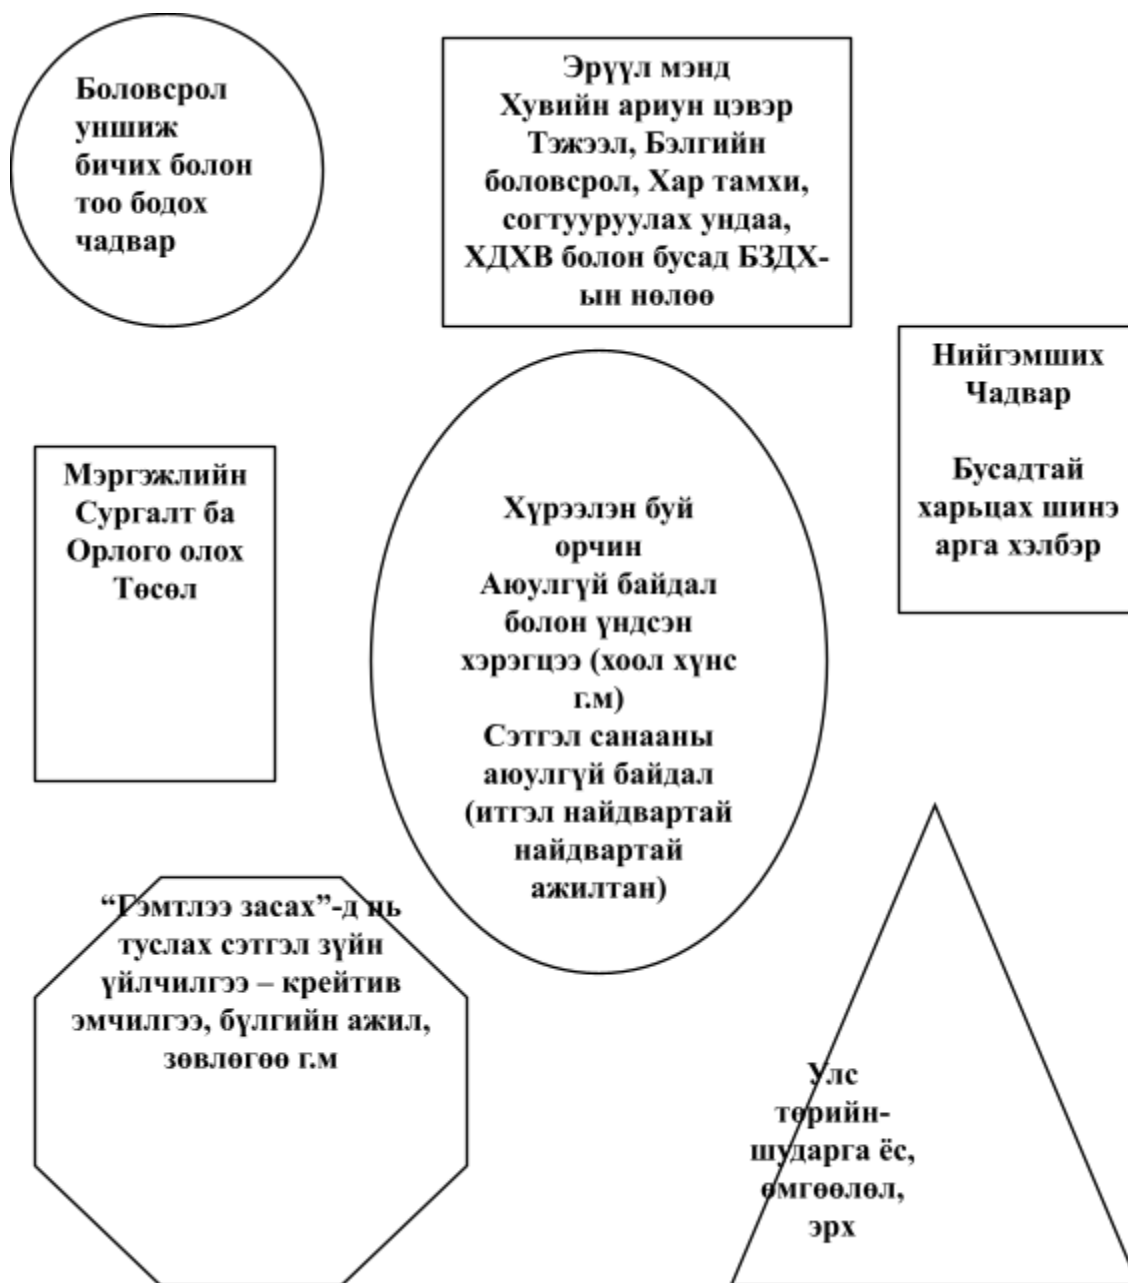 Боловсрол
уншиж
бичих болон
тоо бодох
чадвар
Эрүүл мэнд
Хувийн ариун цэвэр
Тэжээл, Бэлгийн
боловсрол, Хар тамхи,
согтууруулах ундаа,
ХДХВ болон бусад БЗДХ-
ын нөлөө
Нийгэмших
Чадвар
Бусадтай
харьцах шинэ
арга хэлбэр
Мэргэжлийн
Сургалт ба
Орлого олох
Төсөл
Хүрээлэн буй
орчин
Аюулгүй байдал
болон үндсэн
хэрэгцээ (хоол хүнс
г.м)
Сэтгэл санааны
аюулгүй байдал
(итгэл найдвартай
найдвартай
ажилтан)
“Гэмтлээ засах”-д нь
туслах сэтгэл зүйн
үйлчилгээ – крейтив
эмчилгээ, бүлгийн ажил,
зөвлөгөө г.м
Улс
төрийн-
шударга ёс,
өмгөөлөл,
эрх